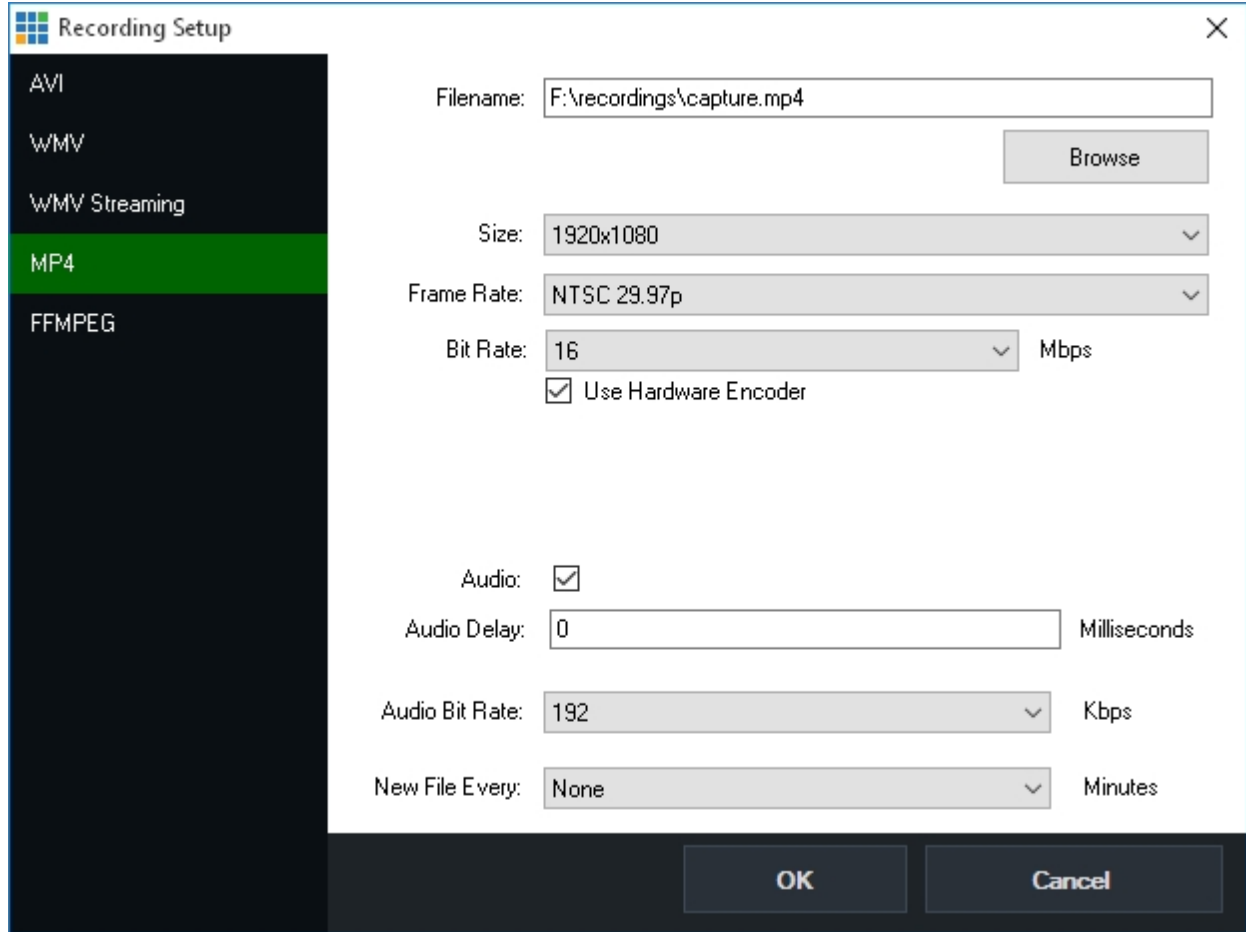 Recording Setup
AVI
WMV
WMV Streaming
MP4
FFMPEG
Filename: F:\recordings\capture.mp4
Browse
Size: 1920x1080
Frame Rate: NTSC 29.97p
Bit Rate: 16 Mbps
Use Hardware Encoder
Audio:
Audio Delay: 0 Milliseconds
Audio Bit Rate: 192 Kbps
New File Every: None Minutes
OK Cancel